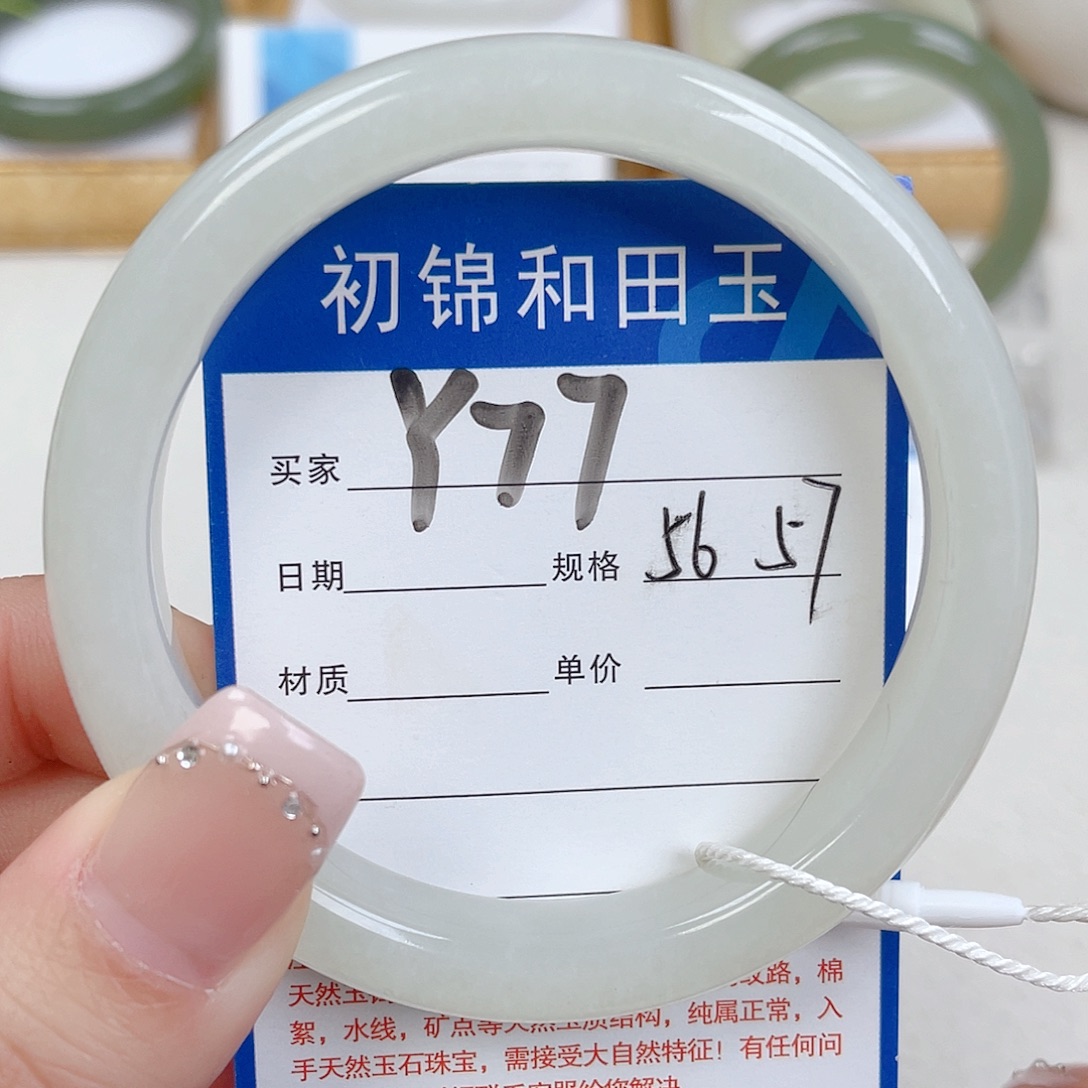 初锦和田玉
买家 Y77
日期 规格 56 57
材质 单价
天然玉 纹路，棉
絮，水线，矿点等天然玉质结构，纯属正常，入
手天然玉石珠宝，需接受大自然特征！有任何问